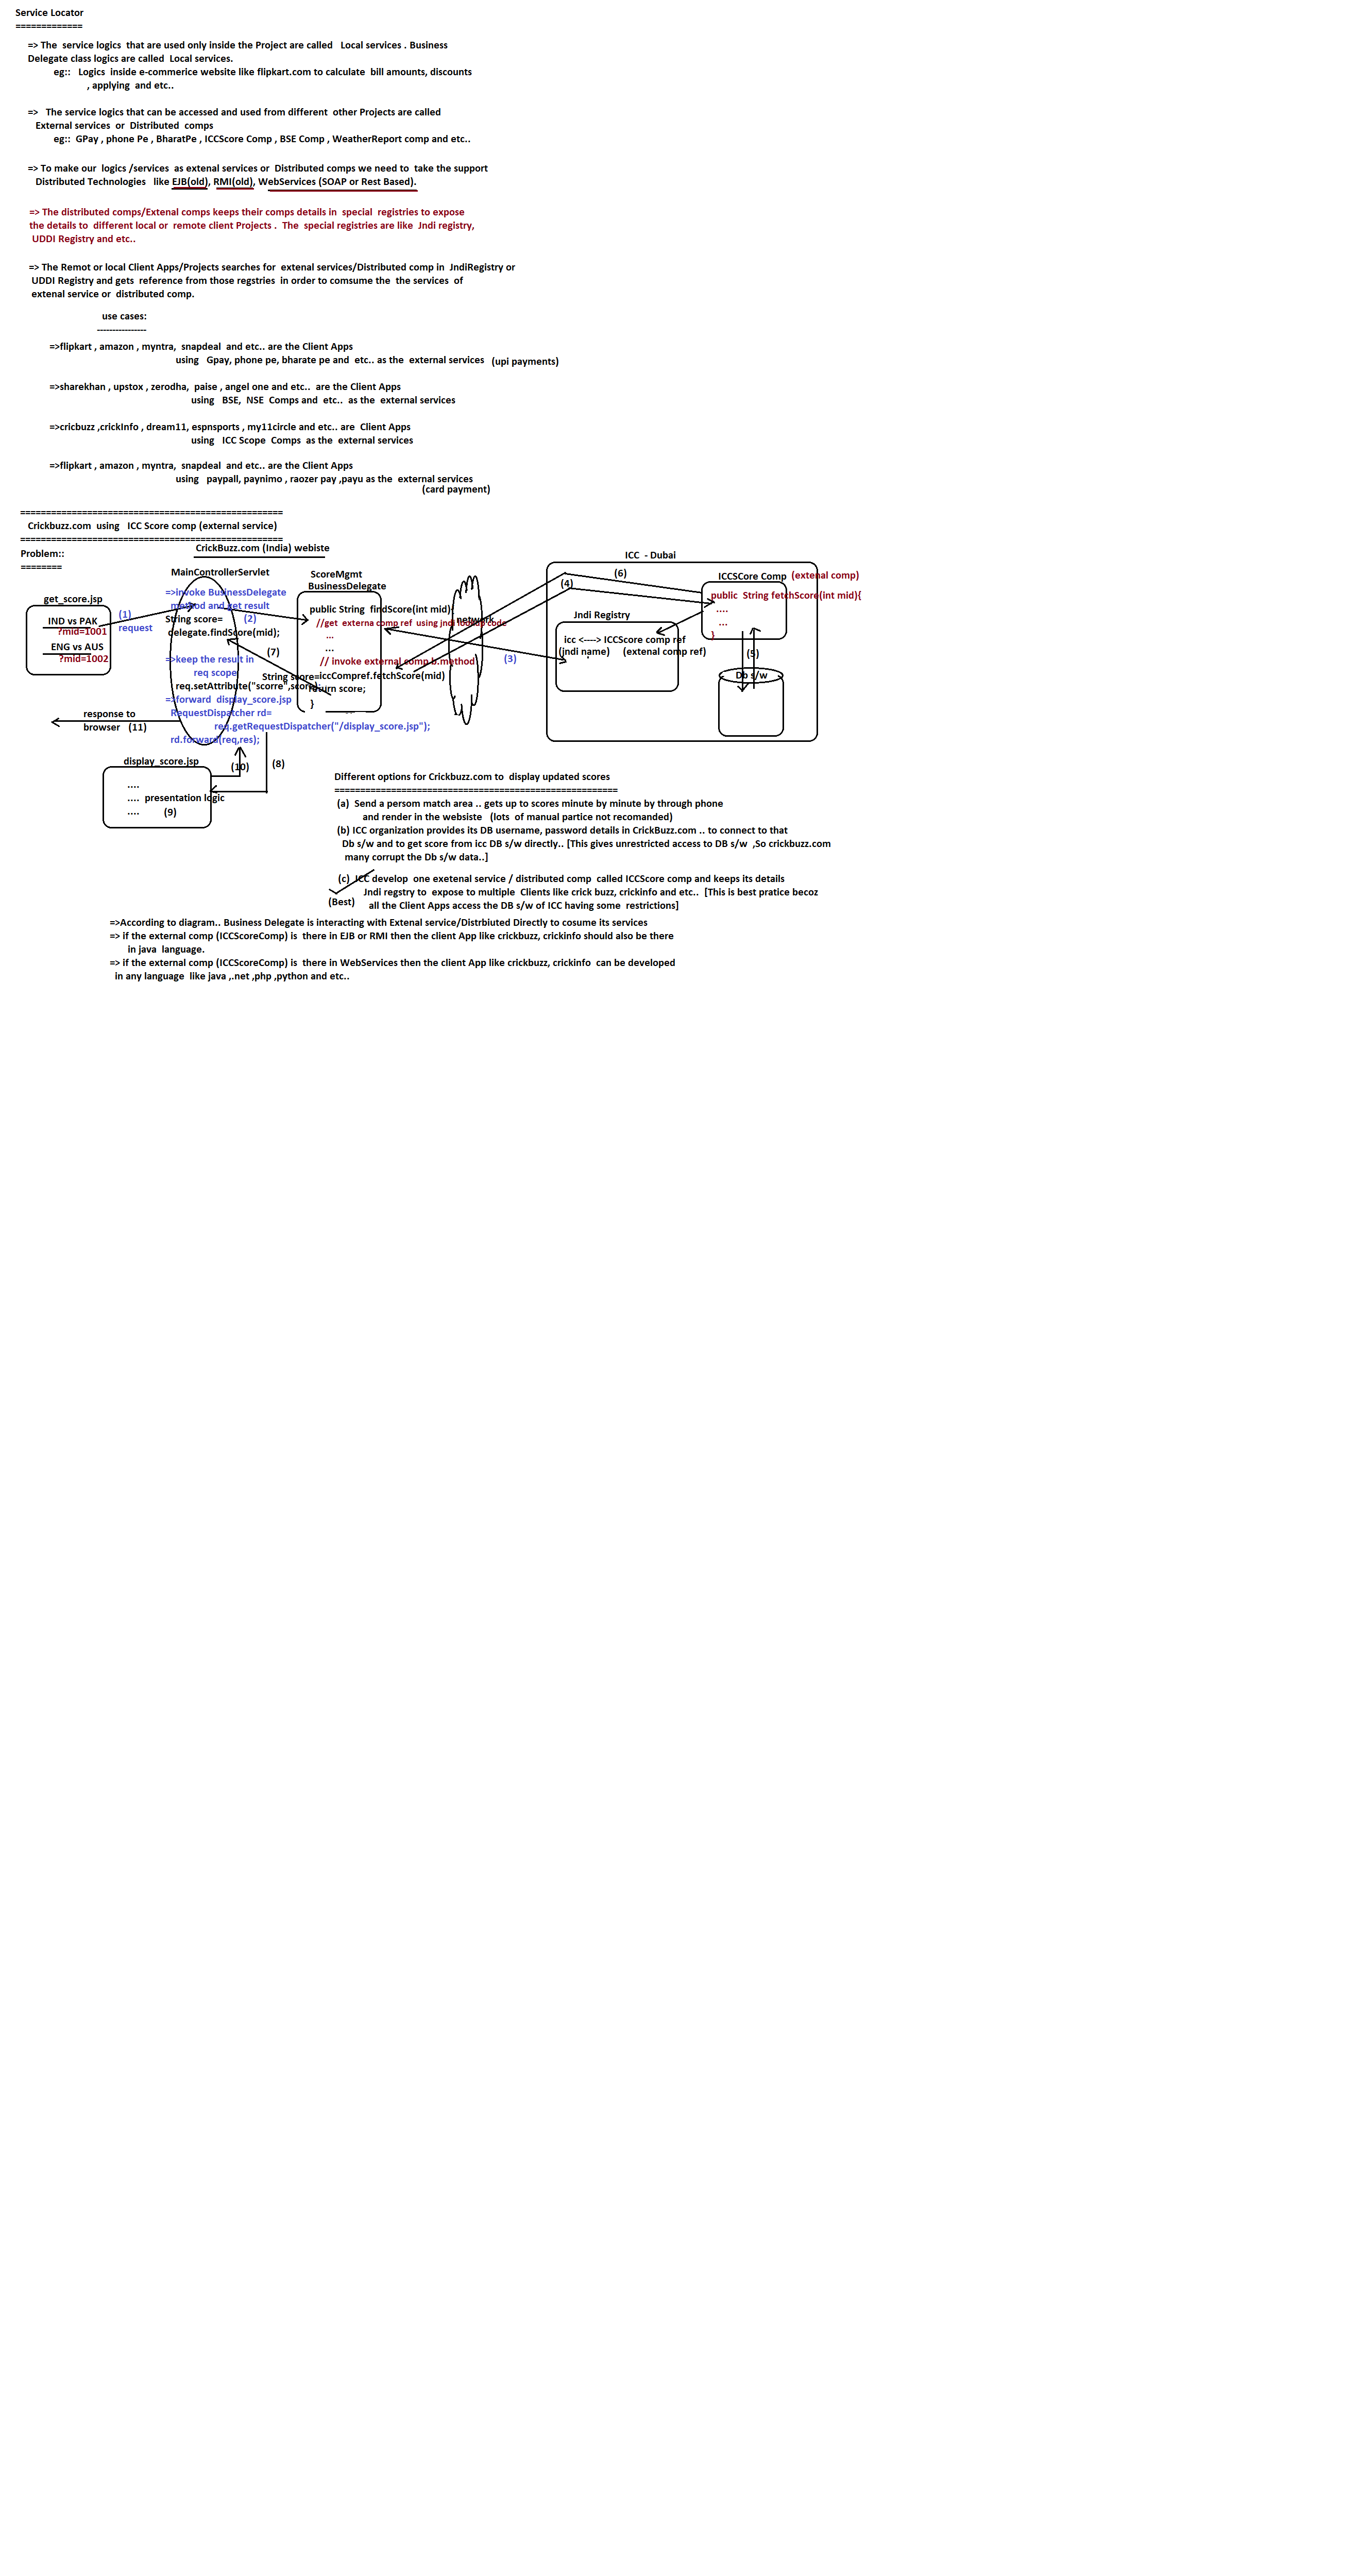 Service Locator
=============
=> The service logics that are used only inside the Project are called Local services . Business
Delegate class logics are called Local services.
eg:: Logics inside e-commerice website like flipkart.com to calculate bill amounts, discounts
, applying and etc..
=> The service logics that can be accessed and used from different other Projects are called
External services or Distributed comps
eg:: GPay , phone Pe , BharatPe , ICCScore Comp , BSE Comp , WeatherReport comp and etc..
=> To make our logics /services as extenal services or Distributed comps we need to take the support
Distributed Technologies like EJB(old), RMI(old), WebServices (SOAP or Rest Based).
=> The distributed comps/Extenal comps keeps their comps details in special registries to expose
the details to different local or remote client Projects . The special registries are like Jndi registry,
UDDI Registry and etc..
=> The Remot or local Client Apps/Projects searches for extenal services/Distributed comp in JndiRegistry or
UDDI Registry and gets reference from those regstries in order to comsume the the services of
extenal service or distributed comp.
use cases:
----------------
=>flipkart , amazon , myntra, snapdeal and etc.. are the Client Apps
using Gpay, phone pe, bharate pe and etc.. as the external services (upi payments)
=>sharekhan , upstox , zerodha, paise , angel one and etc.. are the Client Apps
using BSE, NSE Comps and etc.. as the external services
=>cricbuzz ,crickInfo , dream11, espnsports , my11circle and etc.. are Client Apps
using ICC Scope Comps as the external services
=>flipkart , amazon , myntra, snapdeal and etc.. are the Client Apps
using paypall, paynimo , raozer pay ,payu as the external services
(card payment)
===================================================
Crickbuzz.com using ICC Score comp (external service)
===================================================
Problem::
========
CrickBuzz.com (India) webiste
ICC - Dubai
MainControllerServlet
ScoreMgmt
BusinessDelegate
ICCSCore Comp (extenal comp)
get_score.jsp
IND vs PAK
?mid=1001
ENG vs AUS
?mid=1002
(1)
request
=>invoke BusinessDelegate
method and get result
String score=
delegate.findScore(mid);
(2)
=>keep the result in
req scope
req.setAttribute("scorre",score);
=>forward display_score.jsp
RequestDispatcher rd=
req.getRequestDispatcher("/display_score.jsp");
rd.forward(req,res);
(7)
public String findScore(int mid){
//get externa comp ref using jndi lookup code
...
...
// invoke external comp b.method
String score=iccCompref.fetchScore(mid)
return score;
}
network
(3)
(4)
(6)
Jndi Registry
icc <----> ICCScore comp ref
(jndi name) (extenal comp ref)
public String fetchScore(int mid){
....
...
}
(5)
Db s/w
response to
browser (11)
display_score.jsp
....
.... presentation logic
.... (9)
(10)
(8)
Different options for Crickbuzz.com to display updated scores
=======================================================
(a) Send a persom match area .. gets up to scores minute by minute by through phone
and render in the websiste (lots of manual partice not recomanded)
(b) ICC organization provides its DB username, password details in CrickBuzz.com .. to connect to that
Db s/w and to get score from icc DB s/w directly.. [This gives unrestricted access to DB s/w ,So crickbuzz.com
many corrupt the Db s/w data..]
(c) ICC develop one exetenal service / distributed comp called ICCScore comp and keeps its details
Jndi regstry to expose to multiple Clients like crick buzz, crickinfo and etc.. [This is best pratice becoz
all the Client Apps access the DB s/w of ICC having some restrictions]
(Best)
=>According to diagram.. Business Delegate is interacting with Extenal service/Distrbiuted Directly to cosume its services
=> if the external comp (ICCScoreComp) is there in EJB or RMI then the client App like crickbuzz, crickinfo should also be there
in java language.
=> if the external comp (ICCScoreComp) is there in WebServices then the client App like crickbuzz, crickinfo can be developed
in any language like java ,.net ,php ,python and etc..